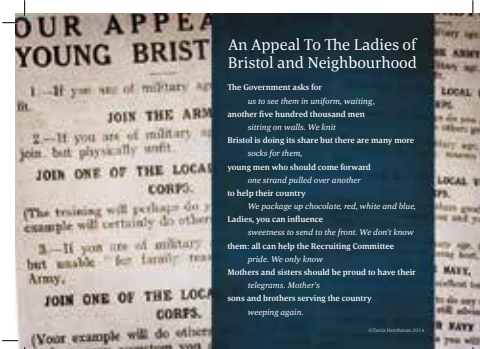 OUR APPEA
YOUNG BRIST
1.—If you are of military age
fit.
JOIN THE ARM
2.—If you are of military
join, but physically unfit.
JOIN ONE OF THE LOCA
CORPS.
(The training will perhaps do
example will certainly do other
3.—If you are of military
but unable "for family reas
Army,
JOIN ONE OF THE LOCA
CORPS.
(Your example will do others
An Appeal To The Ladies of
Bristol and Neighbourhood
The Government asks for
us to see them in uniform, waiting,
another five hundred thousand men
sitting on walls. We knit
Bristol is doing its share but there are many more
socks for them,
young men who should come forward
one strand pulled over another
to help their country
We package up chocolate, red, white and blue,
Ladies, you can influence
sweetness to send to the front. We don't know
them: all can help the Recruiting Committee
pride. We only know
Mothers and sisters should be proud to have their
telegrams. Mother's
sons and brothers serving the country
weeping again.
©Tania Hershman 2014
LOCAL
LOCAL
NAVY,
R NAVY